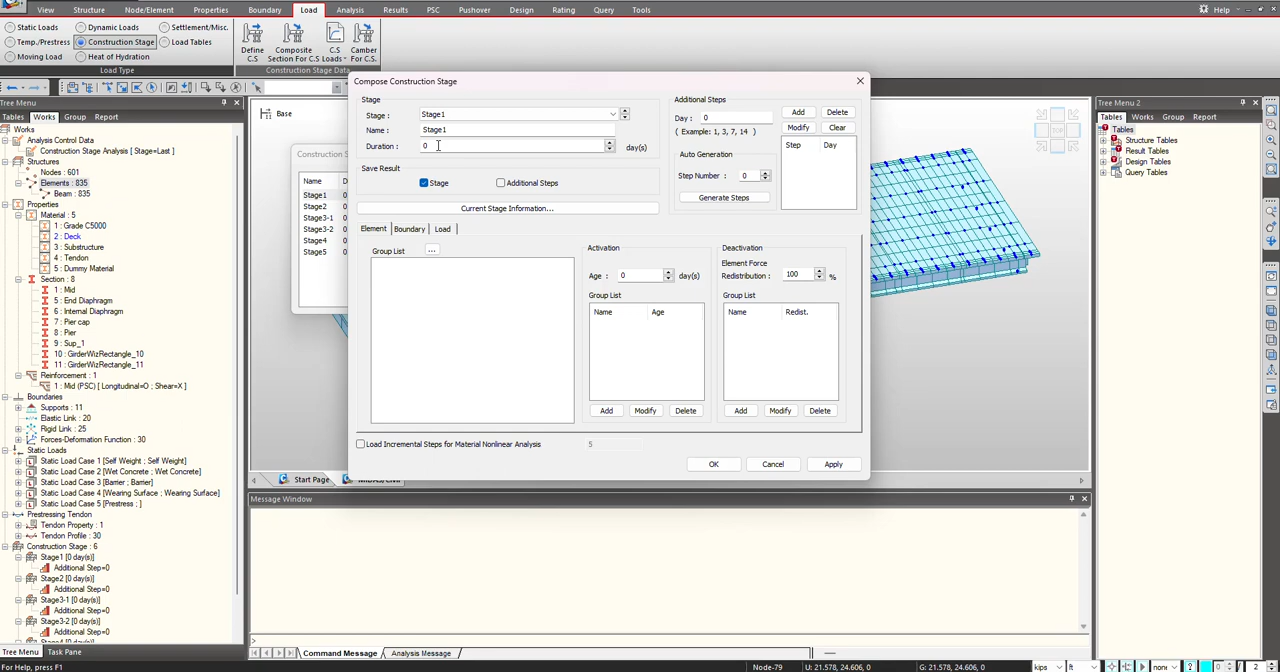 View Structure Node/Element Properties Boundary Load Analysis Results PSC Pushover Design Rating Query Tools Help
Static Loads Dynamic Loads Settlement/Misc.
Temp./Prestress Construction Stage Load Tables
Moving Load Heat of Hydration
Load Type
Define C.S
Composite Section For C.S
C.S Loads
Camber For C.S
Construction Stage Data
Tree Menu
Tables Works Group Report
Works
Analysis Control Data
Construction Stage Analysis [Stage=Last ]
Structures
Nodes : 601
Elements : 835
Beam : 835
Properties
Material : 5
1 : Grade C5000
2 : Deck
3 : Substructure
4 : Tendon
5 : Dummy Material
Section : 8
1 : Mid
5 : End Diaphragm
6 : Internal Diaphragm
7 : Pier cap
8 : Pier
9 : Sup_1
10 : GirderWizRectangle_10
11 : GirderWizRectangle_11
Reinforcement : 1
1 : Mid (PSC) [ Longitudinal=O ; Shear=X ]
Boundaries
Supports : 11
Elastic Link : 20
Rigid Link : 25
Forces-Deformation Function : 30
Static Loads
Static Load Case 1 [Self Weight ; Self Weight]
Static Load Case 2 [Wet Concrete ; Wet Concrete]
Static Load Case 3 [Barrier ; Barrier]
Static Load Case 4 [Wearing Surface ; Wearing Surface]
Static Load Case 5 [Prestress ; ]
Prestressing Tendon
Tendon Property : 1
Tendon Profile : 30
Construction Stage : 6
Stage1 [0 day(s)]
Additional Step=0
Stage2 [0 day(s)]
Additional Step=0
Stage3-1 [0 day(s)]
Additional Step=0
Stage3-2 [0 day(s)]
Additional Step=0
Tree Menu Task Pane
Base
Construction S
Name D
Stage1 0
Stage2 0
Stage3-1 0
Stage3-2 0
Stage4 0
Stage5 0
Compose Construction Stage
Stage
Stage : Stage1
Name : Stage1
Duration : 0 day(s)
Save Result
Stage Additional Steps
Current Stage Information...
Additional Steps
Day : 0 Add Delete
( Example: 1, 3, 7, 14 ) Modify Clear
Auto Generation
Step Number : 0
Generate Steps
Step Day
Element Boundary Load
Group List ...
Activation
Age : 0 day(s)
Group List
Name Age
Add Modify Delete
Deactivation
Element Force
Redistribution : 100 %
Group List
Name Redist.
Add Modify Delete
Load Incremental Steps for Material Nonlinear Analysis 5
OK Cancel Apply
Start Page
Message Window
>
Command Message Analysis Message
Tree Menu 2
Tables Works Group Report
Tables
Structure Tables
Result Tables
Design Tables
Query Tables
For Help, press F1
Node-79
U: 21.578, 24.606, 0
G: 21.578, 24.606, 0
kips ft
2